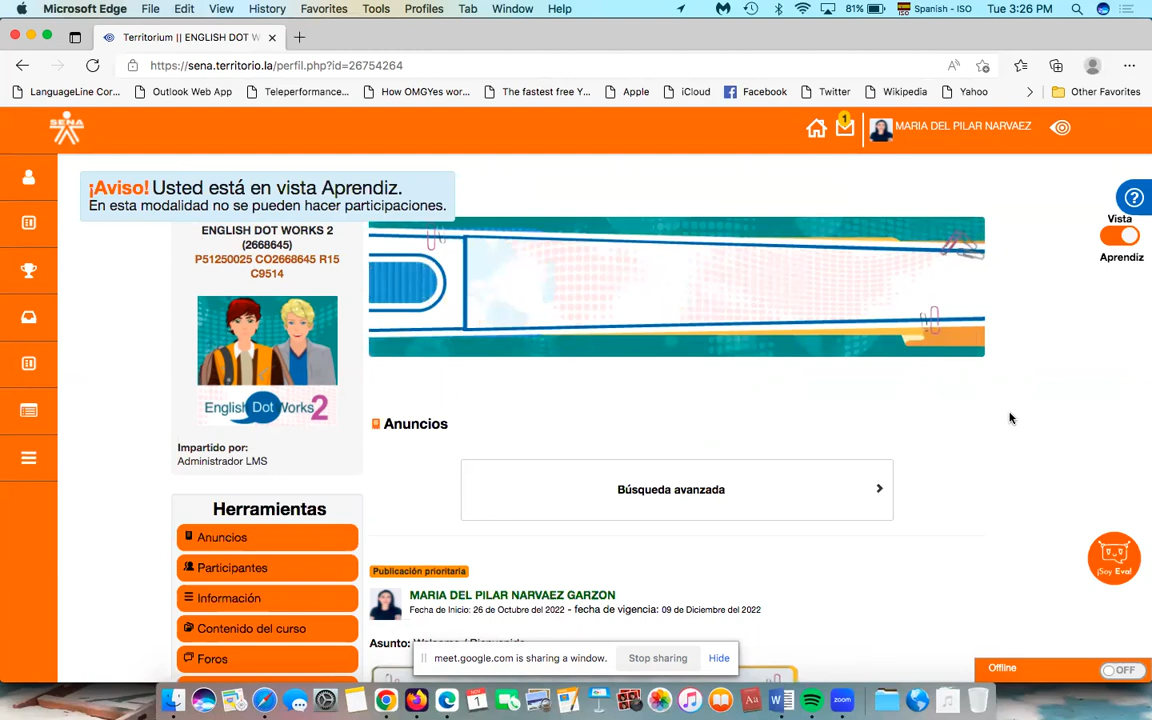 Microsoft Edge File Edit View History Favorites Tools Profiles Tab Window Help 81% Spanish - ISO Tue 3:26 PM
Territorium || ENGLISH DOT W
https://sena.territorio.la/perfil.php?id=26754264
LanguageLine Cor... Outlook Web App Teleperformance... How OMGYes wor... The fastest free Y... Apple iCloud Facebook Twitter Wikipedia Yahoo Other Favorites
SENA 1 MARIA DEL PILAR NARVAEZ
¡Aviso! Usted está en vista Aprendiz.
En esta modalidad no se pueden hacer participaciones.
Vista
Aprendiz
ENGLISH DOT WORKS 2
(2668645)
P51250025 CO2668645 R15
C9514
English Dot Works 2
Impartido por:
Administrador LMS
Anuncios
Búsqueda avanzada
Herramientas
Anuncios
Participantes
Información
Contenido del curso
Foros
Publicación prioritaria
MARIA DEL PILAR NARVAEZ GARZON
Fecha de Inicio: 26 de Octubre del 2022 - fecha de vigencia: 09 de Diciembre del 2022
Asunto: Welcome / Bienvenido
¡Soy Eva!
meet.google.com is sharing a window. Stop sharing Hide
Offline OFF
zoom